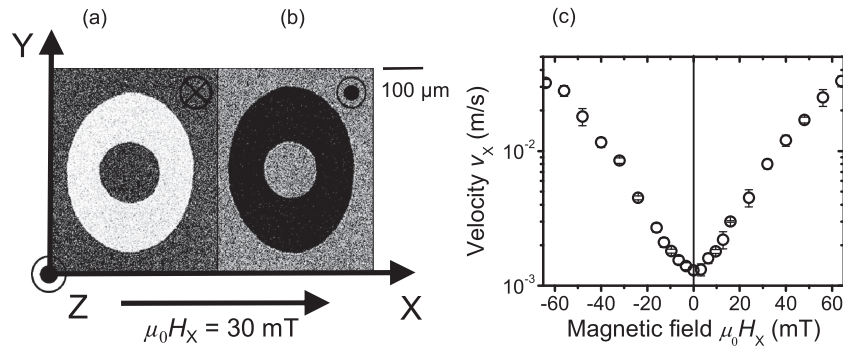 (a)
(b)
Y
100 µm
Z
X
μ₀Hₓ = 30 mT
(c)
Velocity vₓ (m/s)
10⁻²
10⁻³
-60 -40 -20 0 20 40 60
Magnetic field μ₀Hₓ (mT)